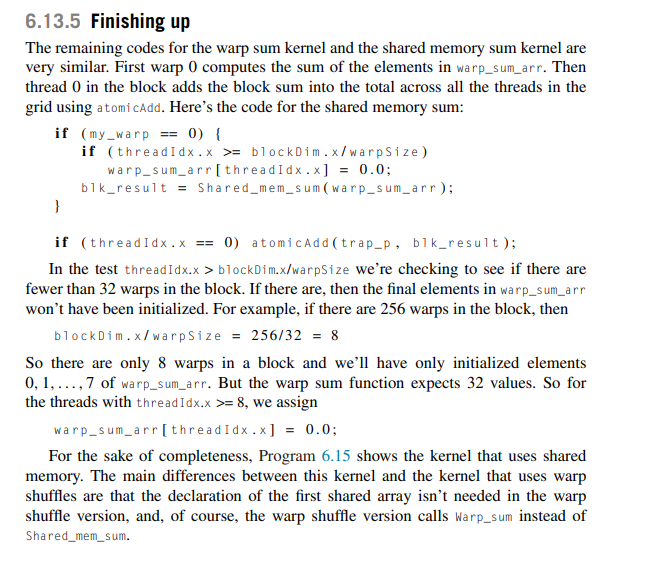 6.13.5 Finishing up
The remaining codes for the warp sum kernel and the shared memory sum kernel are
very similar. First warp 0 computes the sum of the elements in warp_sum_arr. Then
thread 0 in the block adds the block sum into the total across all the threads in the
grid using atomicAdd. Here's the code for the shared memory sum:
if (my_warp == 0) {
if (threadIdx.x >= blockDim.x/warpSize)
warp_sum_arr[threadIdx.x] = 0.0;
blk_result = Shared_mem_sum(warp_sum_arr);
}
if (threadIdx.x == 0) atomicAdd(trap_p, blk_result);
In the test threadIdx.x > blockDim.x/warpSize we're checking to see if there are
fewer than 32 warps in the block. If there are, then the final elements in warp_sum_arr
won't have been initialized. For example, if there are 256 warps in the block, then
blockDim.x/warpSize = 256/32 = 8
So there are only 8 warps in a block and we'll have only initialized elements
0, 1, ..., 7 of warp_sum_arr. But the warp sum function expects 32 values. So for
the threads with threadIdx.x >= 8, we assign
warp_sum_arr[threadIdx.x] = 0.0;
For the sake of completeness, Program 6.15 shows the kernel that uses shared
memory. The main differences between this kernel and the kernel that uses warp
shuffles are that the declaration of the first shared array isn't needed in the warp
shuffle version, and, of course, the warp shuffle version calls Warp_sum instead of
Shared_mem_sum.